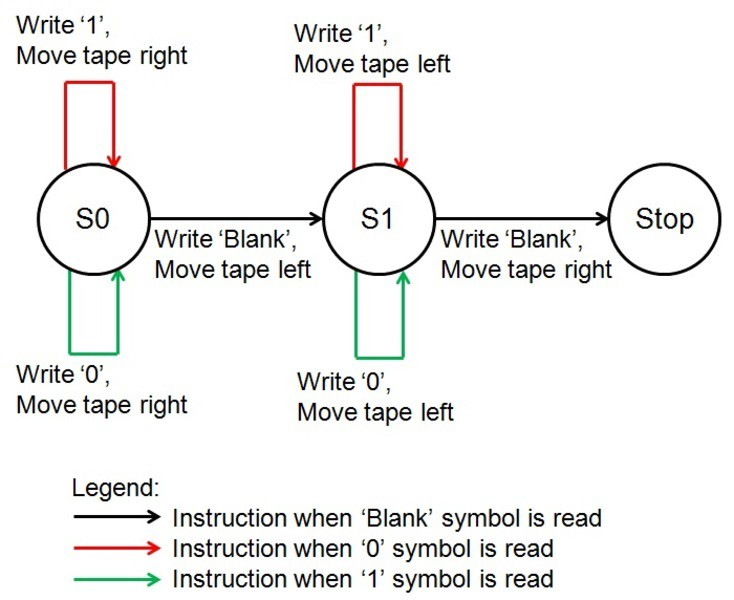 Write ‘1’,
Move tape right
Write ‘1’,
Move tape left
S0
S1
Stop
Write ‘Blank’,
Move tape left
Write ‘Blank’,
Move tape right
Write ‘0’,
Move tape right
Write ‘0’,
Move tape left
Legend:
Instruction when ‘Blank’ symbol is read
Instruction when ‘0’ symbol is read
Instruction when ‘1’ symbol is read